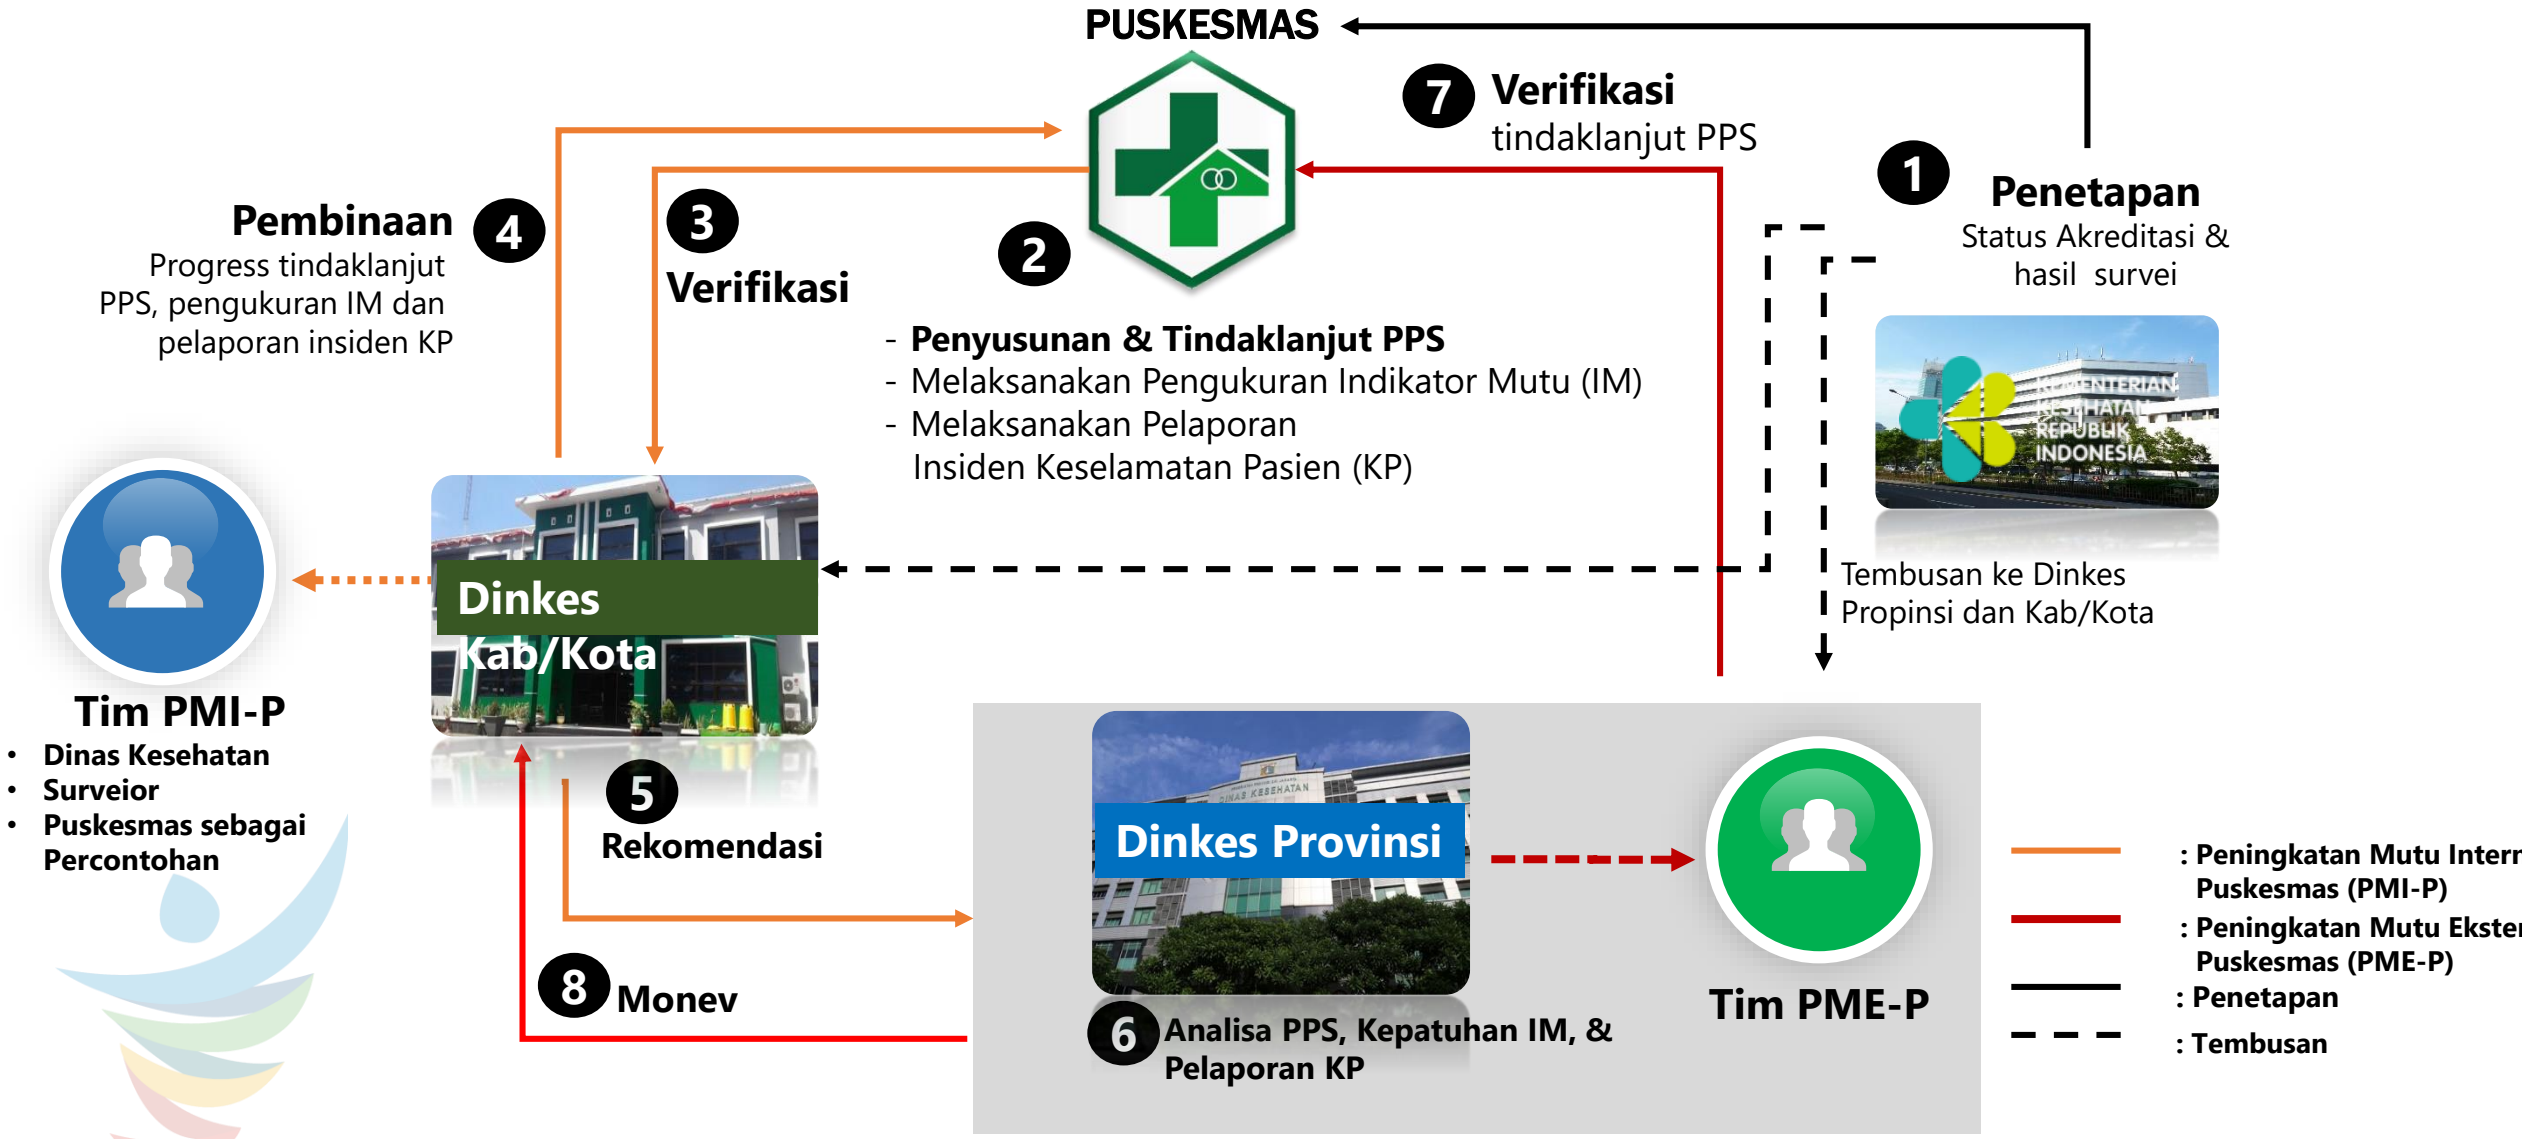 PUSKESMAS
7
Verifikasi
tindaklanjut PPS
1
Penetapan
Status Akreditasi &
hasil survei
KEMENTERIAN
KESEHATAN
REPUBLIK
INDONESIA
Tembusan ke Dinkes
Propinsi dan Kab/Kota
4
Pembinaan
Progress tindaklanjut
PPS, pengukuran IM dan
pelaporan insiden KP
3
Verifikasi
2
- Penyusunan & Tindaklanjut PPS
- Melaksanakan Pengukuran Indikator Mutu (IM)
- Melaksanakan Pelaporan
Insiden Keselamatan Pasien (KP)
Dinkes
Kab/Kota
Tim PMI-P
• Dinas Kesehatan
• Surveior
• Puskesmas sebagai
Percontohan
5
Rekomendasi
8
Monev
DINAS KESEHATAN
Dinkes Provinsi
6
Analisa PPS, Kepatuhan IM, &
Pelaporan KP
Tim PME-P
: Peningkatan Mutu Intern
Puskesmas (PMI-P)
: Peningkatan Mutu Ekster
Puskesmas (PME-P)
: Penetapan
: Tembusan